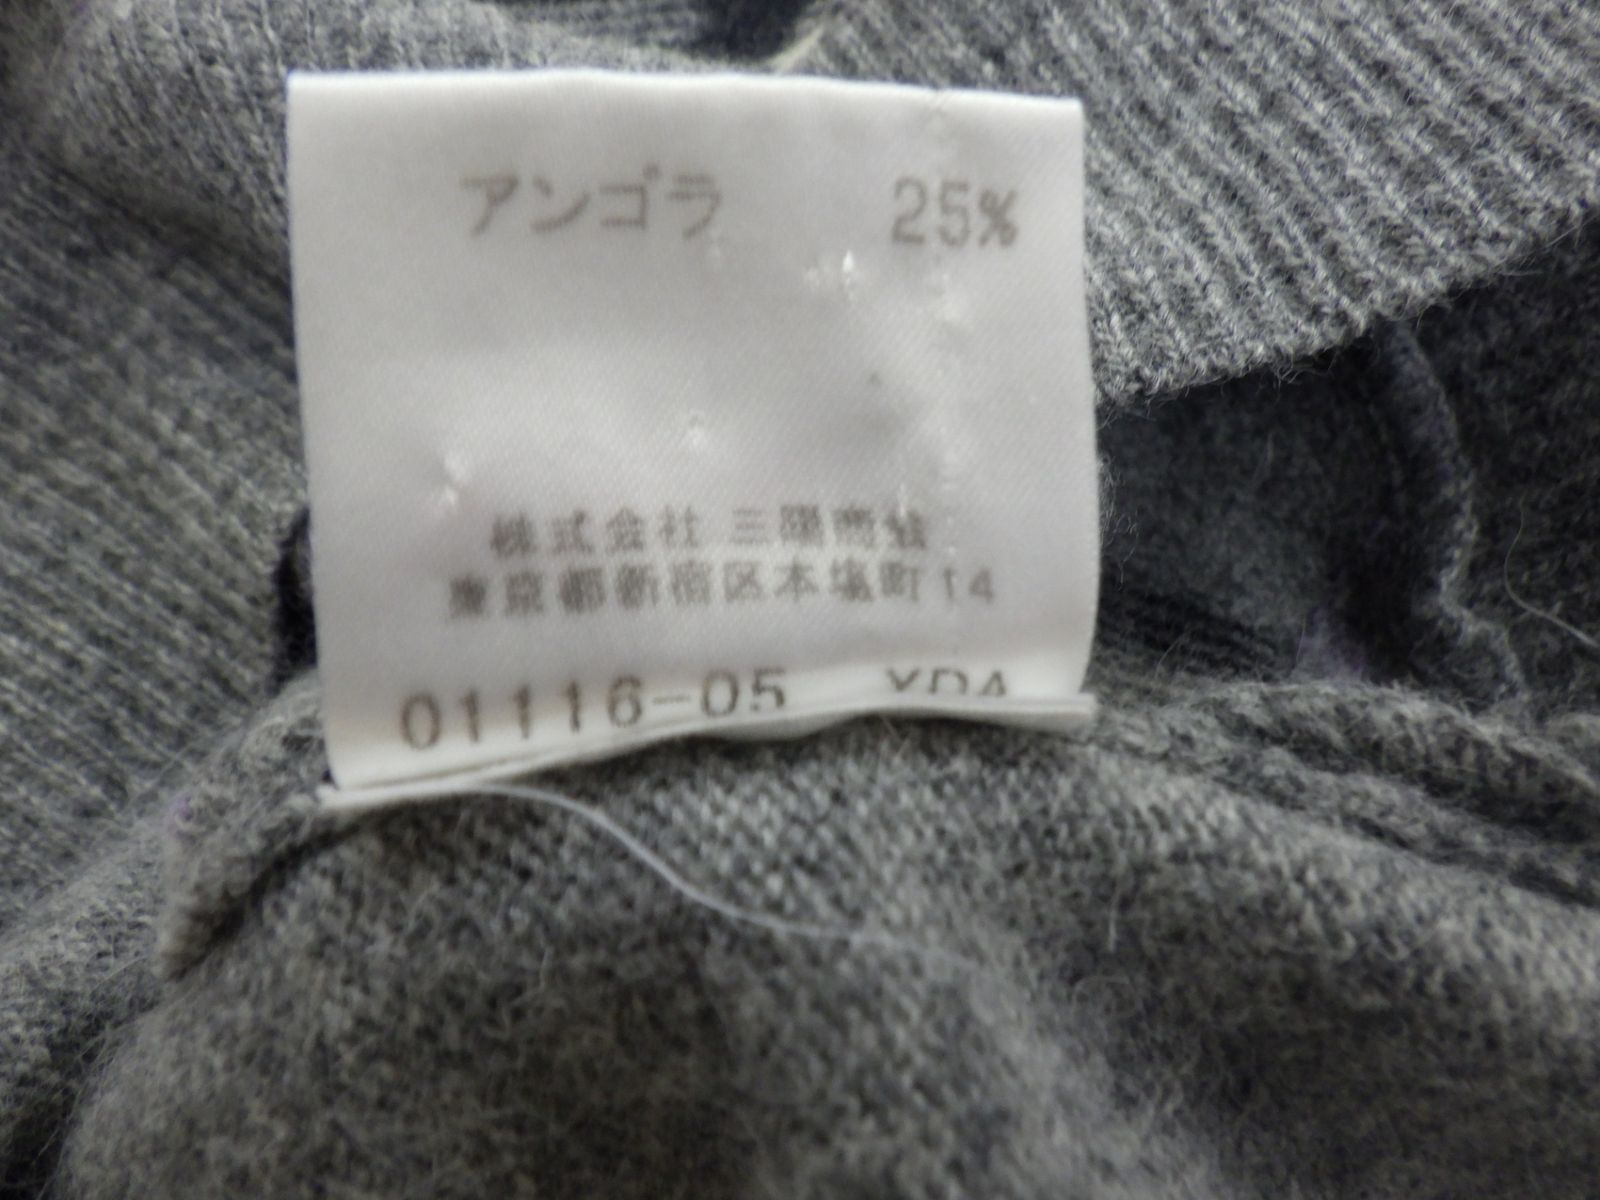 アンゴラ 25%
株式会社 三陽商会
東京都新宿区本塩町14
01116-05 XDA